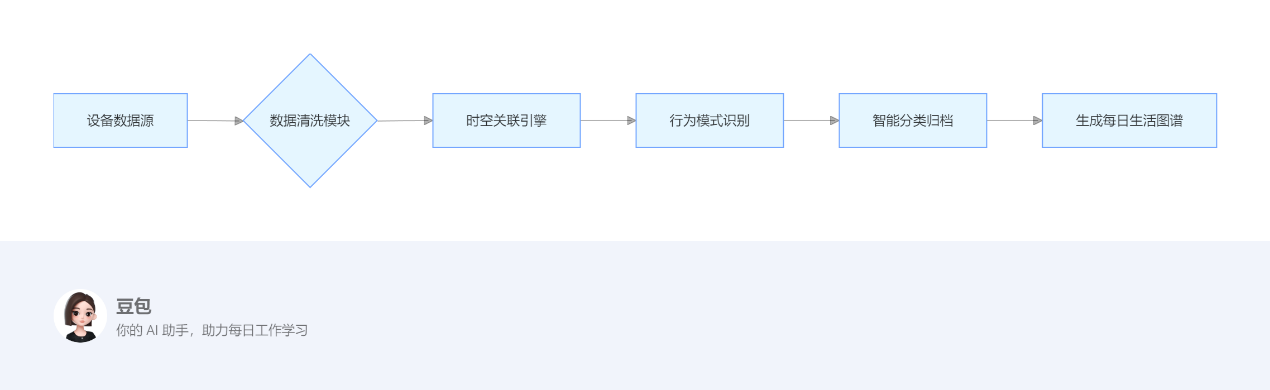 设备数据源
数据清洗模块
时空关联引擎
行为模式识别
智能分类归档
生成每日生活图谱
豆包
你的 AI 助手，助力每日工作学习